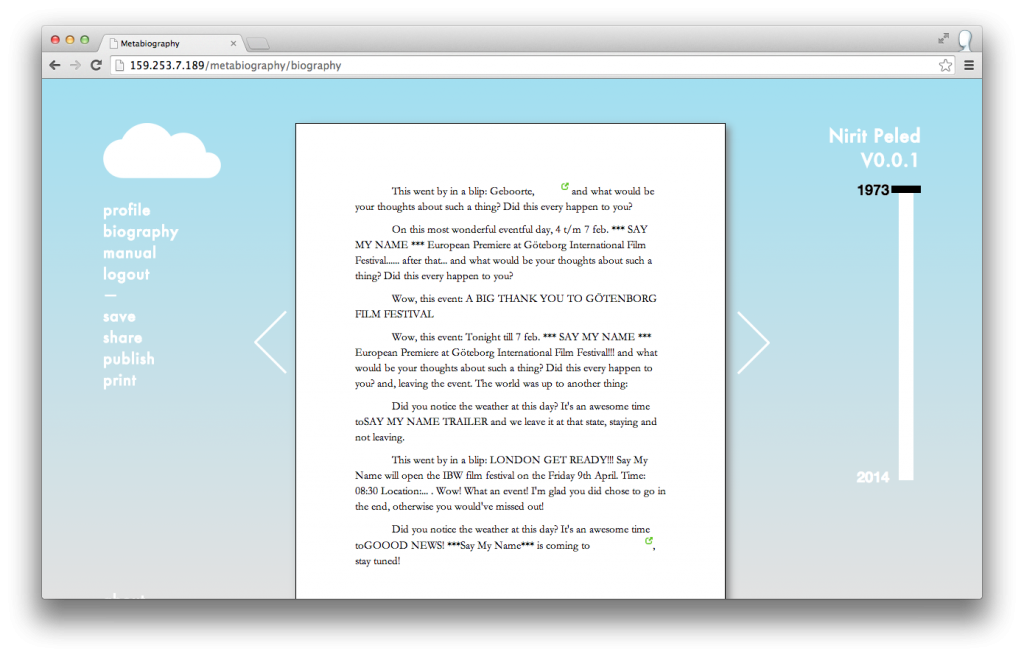 Metabiography
159.253.7.189/metabiography/biography
profile
biography
manual
logout
—
save
share
publish
print
This went by in a blip: Geboorte, and what would be
your thoughts about such a thing? Did this every happen to you?
On this most wonderful eventful day, 4 t/m 7 feb. *** SAY
MY NAME *** European Premiere at Göteborg International Film
Festival...... after that... and what would be your thoughts about such a
thing? Did this every happen to you?
Wow, this event: A BIG THANK YOU TO GÖTENBORG
FILM FESTIVAL
Wow, this event: Tonight till 7 feb. *** SAY MY NAME ***
European Premiere at Göteborg International Film Festival!!! and what
would be your thoughts about such a thing? Did this every happen to
you? and, leaving the event. The world was up to another thing:
Did you notice the weather at this day? It's an awesome time
toSAY MY NAME TRAILER and we leave it at that state, staying and
not leaving.
This went by in a blip: LONDON GET READY!!! Say My
Name will open the IBW film festival on the Friday 9th April. Time:
08:30 Location:... . Wow! What an event! I'm glad you did chose to go in
the end, otherwise you would've missed out!
Did you notice the weather at this day? It's an awesome time
toGOOOD NEWS! ***Say My Name*** is coming to ,
stay tuned!
Nirit Peled
V0.0.1
1973
2014